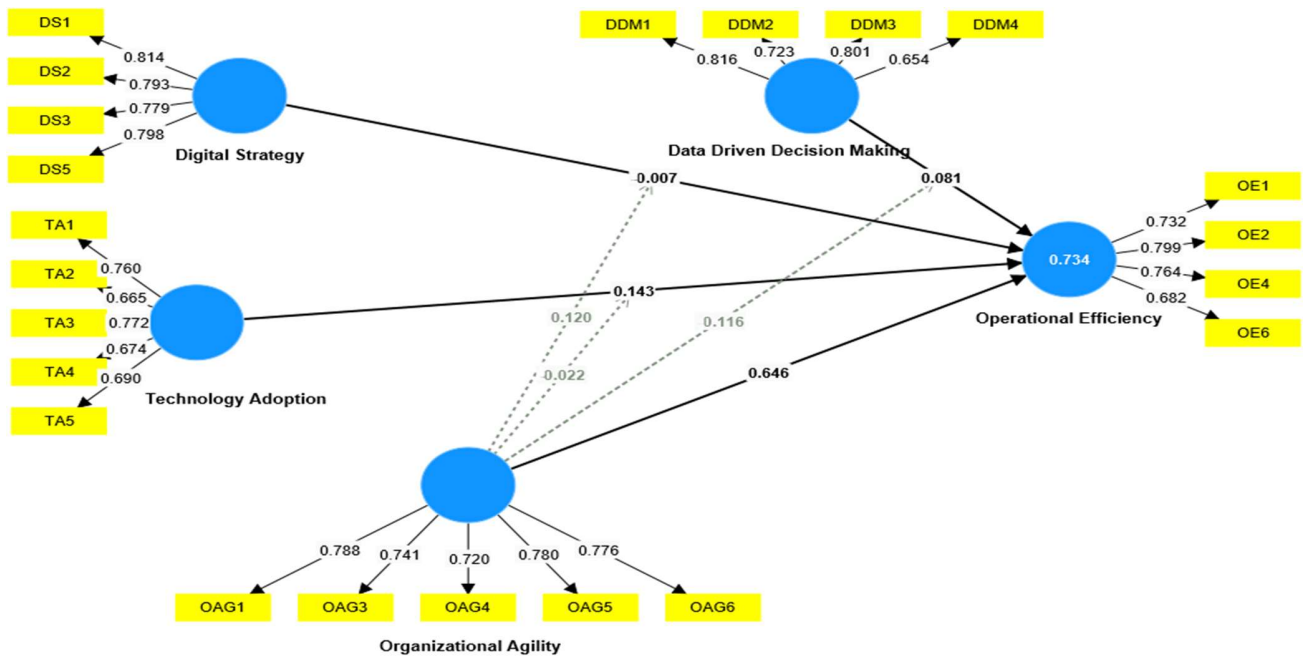 DS1
DS2
DS3
DS5
0.814
0.793
0.779
0.798
Digital Strategy
DDM1
DDM2
DDM3
DDM4
0.816
0.723
0.801
0.654
Data Driven Decision Making
0.007
0.081
TA1
TA2
TA3
TA4
TA5
0.760
0.665
0.772
0.674
0.690
Technology Adoption
0.143
0.120
0.022
0.116
0.646
0.734
Operational Efficiency
0.732
0.799
0.764
0.682
OE1
OE2
OE4
OE6
0.788
0.741
0.720
0.780
0.776
OAG1
OAG3
OAG4
OAG5
OAG6
Organizational Agility